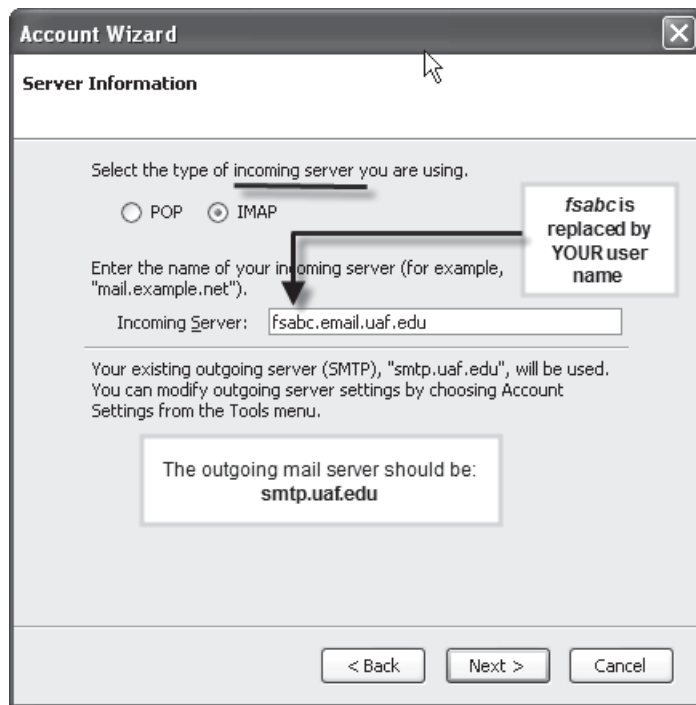 Account Wizard
Server Information
Select the type of incoming server you are using.
POP IMAP
fsabc is
replaced by
YOUR user
name
Enter the name of your incoming server (for example,
"mail.example.net").
Incoming Server: fsabc.email.uaf.edu
Your existing outgoing server (SMTP), "smtp.uaf.edu", will be used.
You can modify outgoing server settings by choosing Account
Settings from the Tools menu.
The outgoing mail server should be:
smtp.uaf.edu
< Back Next > Cancel